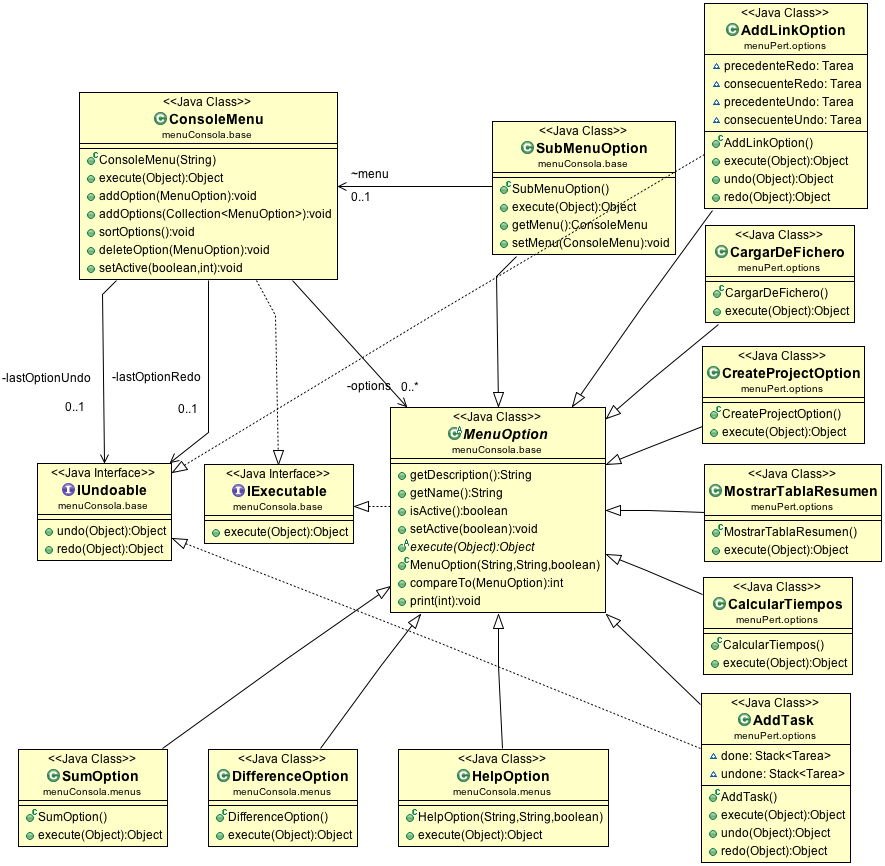 <<Java Class>>
AddLinkOption
menuPert.options
precedenteRedo: Tarea
consecuenteRedo: Tarea
precedenteUndo: Tarea
consecuenteUndo: Tarea
AddLinkOption()
execute(Object):Object
undo(Object):Object
redo(Object):Object
<<Java Class>>
ConsoleMenu
menuConsola.base
ConsoleMenu(String)
execute(Object):Object
addOption(MenuOption):void
addOptions(Collection<MenuOption>):void
sortOptions():void
deleteOption(MenuOption):void
setActive(boolean,int):void
~menu
0..1
<<Java Class>>
SubMenuOption
menuConsola.base
SubMenuOption()
execute(Object):Object
getMenu():ConsoleMenu
setMenu(ConsoleMenu):void
<<Java Class>>
CargarDeFichero
menuPert.options
CargarDeFichero()
execute(Object):Object
<<Java Class>>
CreateProjectOption
menuPert.options
CreateProjectOption()
execute(Object):Object
-lastOptionUndo
0..1
-lastOptionRedo
0..1
-options
0..*
<<Java Interface>>
IUndoable
menuConsola.base
undo(Object):Object
redo(Object):Object
<<Java Interface>>
IExecutable
menuConsola.base
execute(Object):Object
<<Java Class>>
MenuOption
menuConsola.base
getDescription():String
getName():String
isActive():boolean
setActive(boolean):void
execute(Object):Object
MenuOption(String,String,boolean)
compareTo(MenuOption):int
print(int):void
<<Java Class>>
MostrarTablaResumen
menuPert.options
MostrarTablaResumen()
execute(Object):Object
<<Java Class>>
CalcularTiempos
menuPert.options
CalcularTiempos()
execute(Object):Object
<<Java Class>>
AddTask
menuPert.options
done: Stack<Tarea>
undone: Stack<Tarea>
AddTask()
execute(Object):Object
undo(Object):Object
redo(Object):Object
<<Java Class>>
SumOption
menuConsola.menus
SumOption()
execute(Object):Object
<<Java Class>>
DifferenceOption
menuConsola.menus
DifferenceOption()
execute(Object):Object
<<Java Class>>
HelpOption
menuConsola.menus
HelpOption(String,String,boolean)
execute(Object):Object